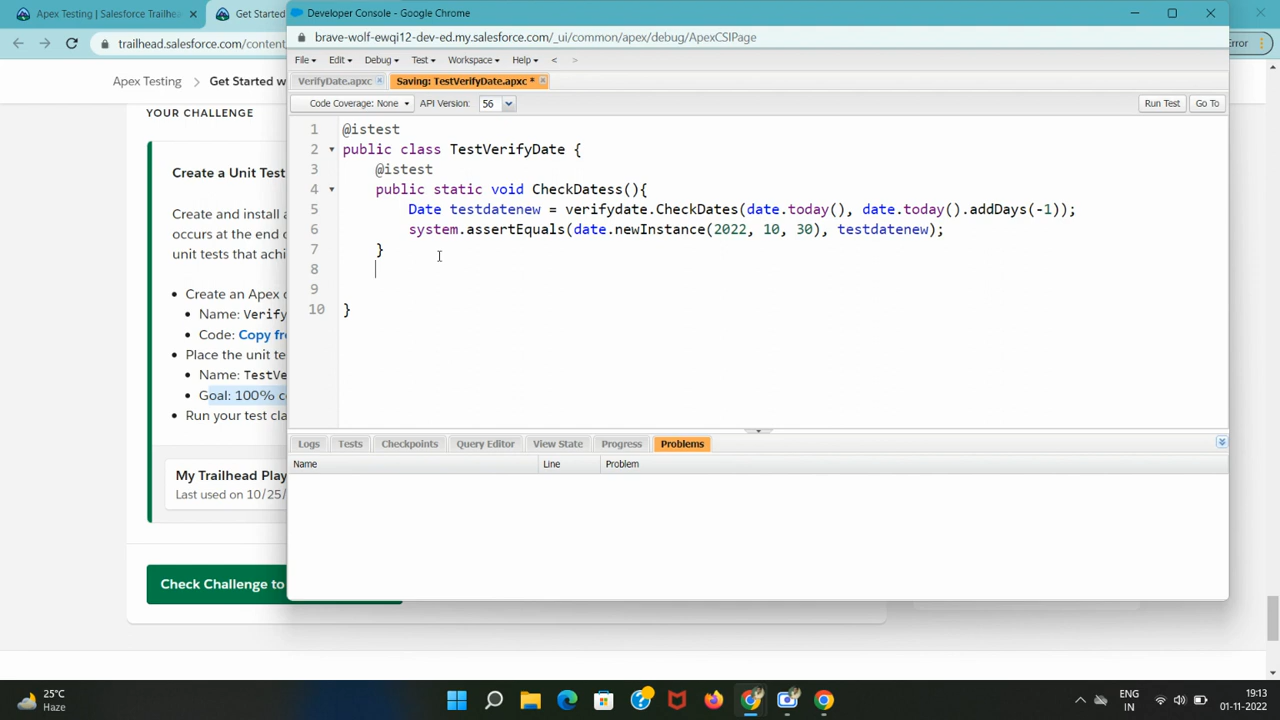 Apex Testing | Salesforce Trailhe
Get Started
Developer Console - Google Chrome
trailhead.salesforce.com/content
brave-wolf-ewqi12-dev-ed.my.salesforce.com/_ui/common/apex/debug/ApexCSIPage
Error
File Edit Debug Test Workspace Help < >
Apex Testing > Get Started w
VerifyDate.apxc
Saving: TestVerifyDate.apxc *
Code Coverage: None API Version: 56 Run Test Go To
YOUR CHALLENGE
Create a Unit Test
Create and install a
occurs at the end o
unit tests that achi
• Create an Apex c
• Name: Verify
• Code: Copy fr
• Place the unit te
• Name: TestVe
• Goal: 100% c
• Run your test cla
My Trailhead Play
Last used on 10/25/
Check Challenge to
1 @istest
2 public class TestVerifyDate {
3 @istest
4 public static void CheckDatess(){
5 Date testdatenew = verifydate.CheckDates(date.today(), date.today().addDays(-1));
6 system.assertEquals(date.newInstance(2022, 10, 30), testdatenew);
7 }
8
9
10 }
Logs Tests Checkpoints Query Editor View State Progress Problems
Name Line Problem
25°C
Haze
ENG
IN
19:13
01-11-2022